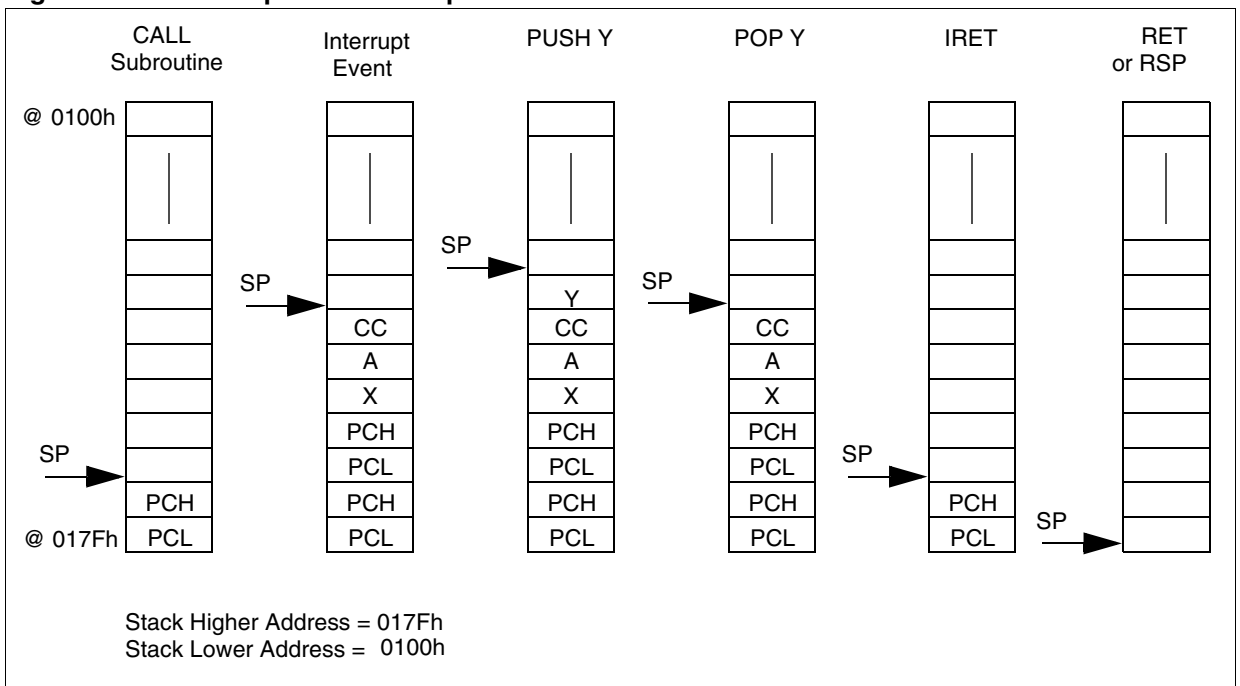 CALL
Subroutine
Interrupt
Event
PUSH Y
POP Y
IRET
RET
or RSP
@ 0100h
SP
PCH
@ 017Fh
PCL
SP
CC
A
X
PCH
PCL
PCH
PCL
SP
Y
CC
A
X
PCH
PCL
PCH
PCL
SP
CC
A
X
PCH
PCL
PCH
PCL
SP
PCH
PCL
SP
Stack Higher Address = 017Fh
Stack Lower Address = 0100h